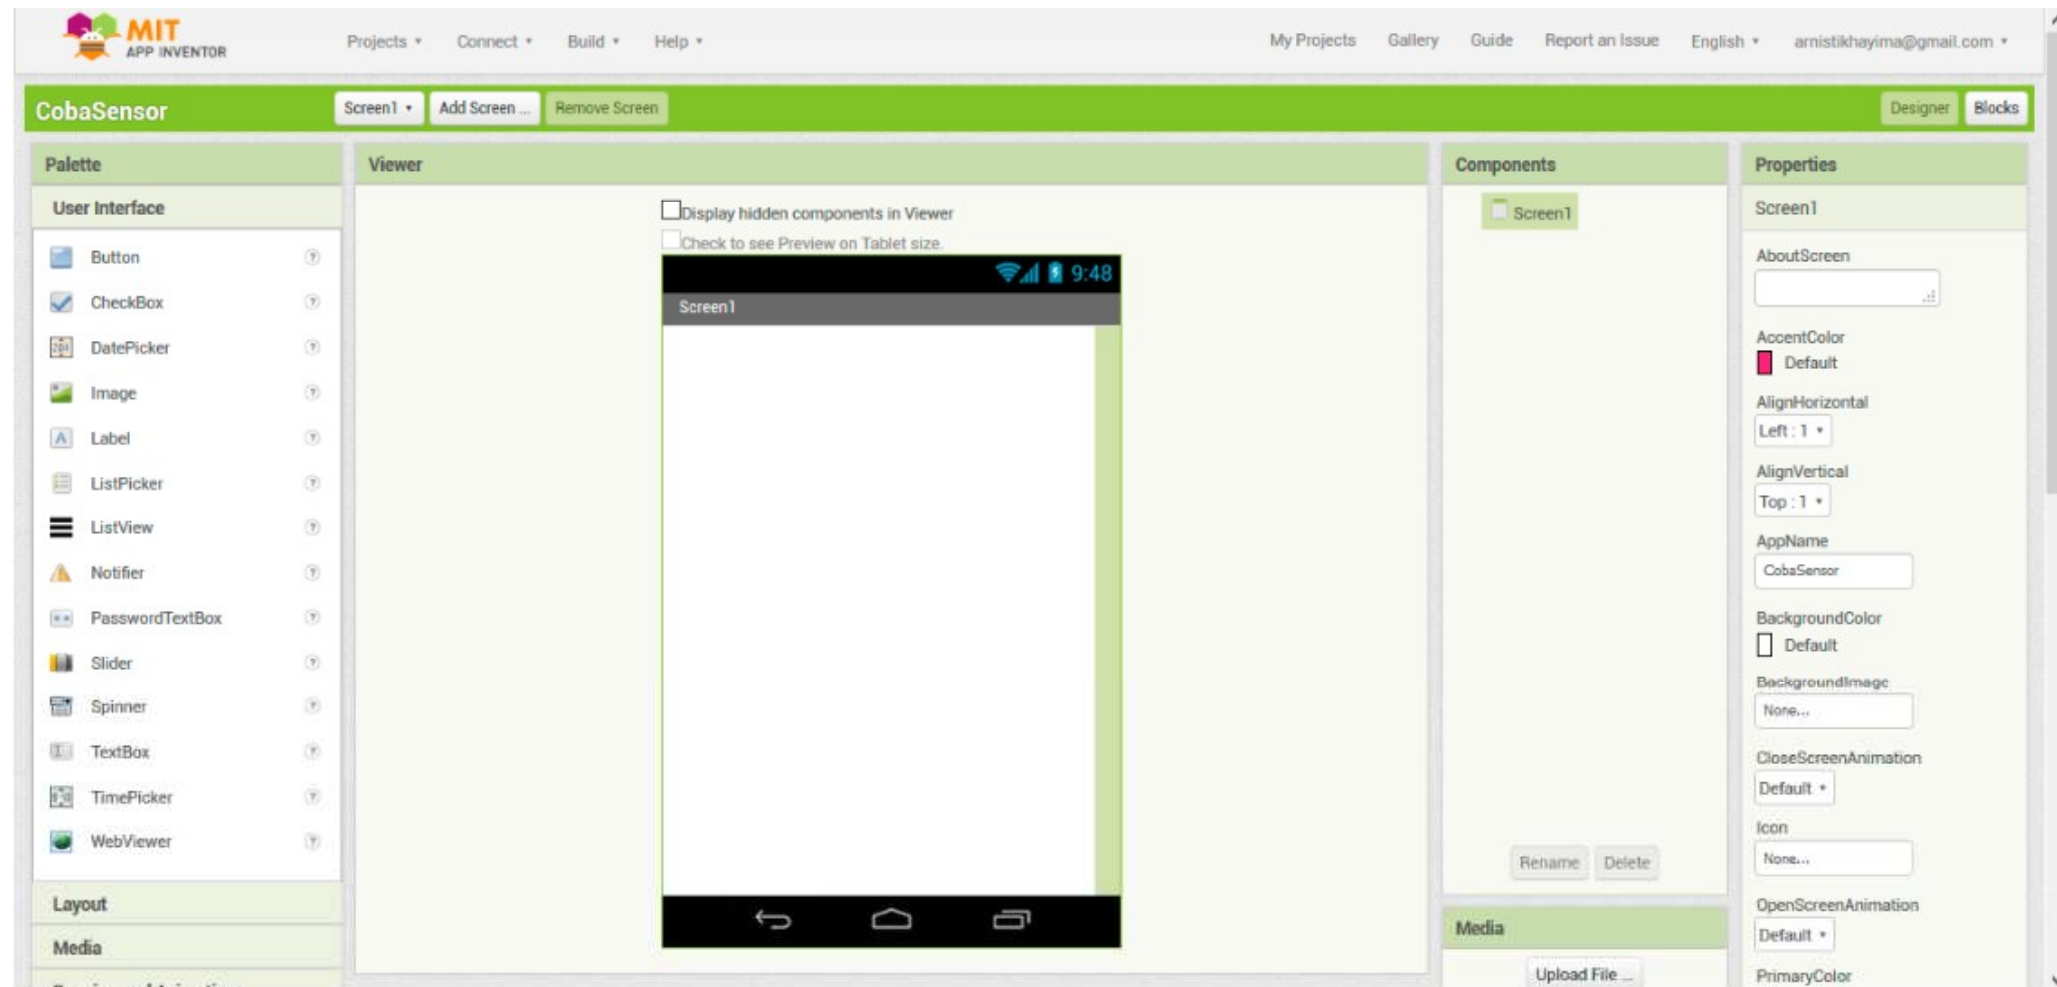 MIT
APP INVENTOR
Projects Connect Build Help My Projects Gallery Guide Report an Issue English arnistikhayima@gmail.com
CobaSensor Screen1 Add Screen ... Remove Screen Designer Blocks
Palette
User Interface
Button
CheckBox
DatePicker
Image
Label
ListPicker
ListView
Notifier
PasswordTextBox
Slider
Spinner
TextBox
TimePicker
WebViewer
Layout
Media
Viewer
Display hidden components in Viewer
Check to see Preview on Tablet size.
9:48
Screen1
Components
Screen1
Rename Delete
Media
Upload File ...
Properties
Screen1
AboutScreen
AccentColor
Default
AlignHorizontal
Left : 1
AlignVertical
Top : 1
AppName
CobaSensor
BackgroundColor
Default
BackgroundImage
None...
CloseScreenAnimation
Default
Icon
None...
OpenScreenAnimation
Default
PrimaryColor